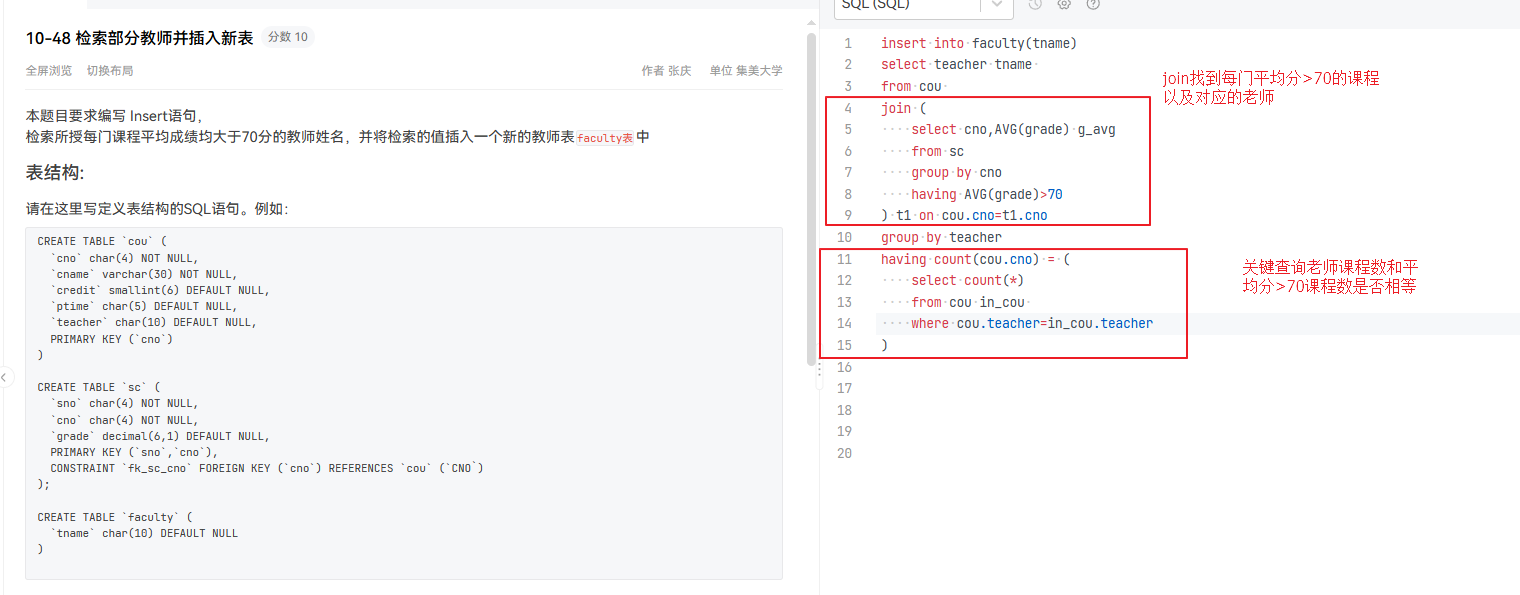 10-48 检索部分教师并插入新表 分数 10
全屏浏览 切换布局 作者 张庆 单位 集美大学
本题目要求编写 Insert语句，
检索所授每门课程平均成绩均大于70分的教师姓名，并将检索的值插入一个新的教师表faculty表 中
表结构:
请在这里写定义表结构的SQL语句。例如：
CREATE TABLE `cou` (
`cno` char(4) NOT NULL,
`cname` varchar(30) NOT NULL,
`credit` smallint(6) DEFAULT NULL,
`ptime` char(5) DEFAULT NULL,
`teacher` char(10) DEFAULT NULL,
PRIMARY KEY (`cno`)
)
CREATE TABLE `sc` (
`sno` char(4) NOT NULL,
`cno` char(4) NOT NULL,
`grade` decimal(6,1) DEFAULT NULL,
PRIMARY KEY (`sno`,`cno`),
CONSTRAINT `fk_sc_cno` FOREIGN KEY (`cno`) REFERENCES `cou` (`CNO`)
);
CREATE TABLE `faculty` (
`tname` char(10) DEFAULT NULL
)
SQL (SQL)
1 insert into faculty(tname)
2 select teacher tname
3 from cou
4 join (
5 select cno,AVG(grade) g_avg
6 from sc
7 group by cno
8 having AVG(grade)>70
9 ) t1 on cou.cno=t1.cno
10 group by teacher
11 having count(cou.cno) = (
12 select count(*)
13 from cou in_cou
14 where cou.teacher=in_cou.teacher
15 )
16
17
18
19
20
join找到每门平均分>70的课程
以及对应的老师
关键查询老师课程数和平
均分>70课程数是否相等